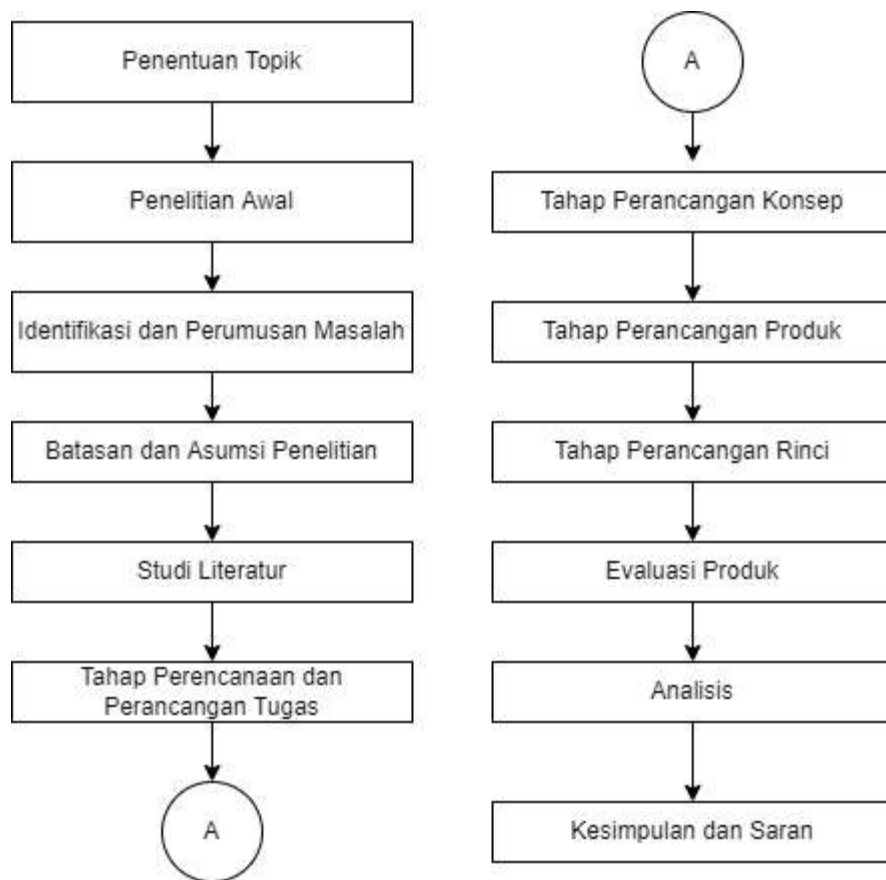 Penentuan Topik
Penelitian Awal
Identifikasi dan Perumusan Masalah
Batasan dan Asumsi Penelitian
Studi Literatur
Tahap Perencanaan dan
Perancangan Tugas
A
A
Tahap Perancangan Konsep
Tahap Perancangan Produk
Tahap Perancangan Rinci
Evaluasi Produk
Analisis
Kesimpulan dan Saran